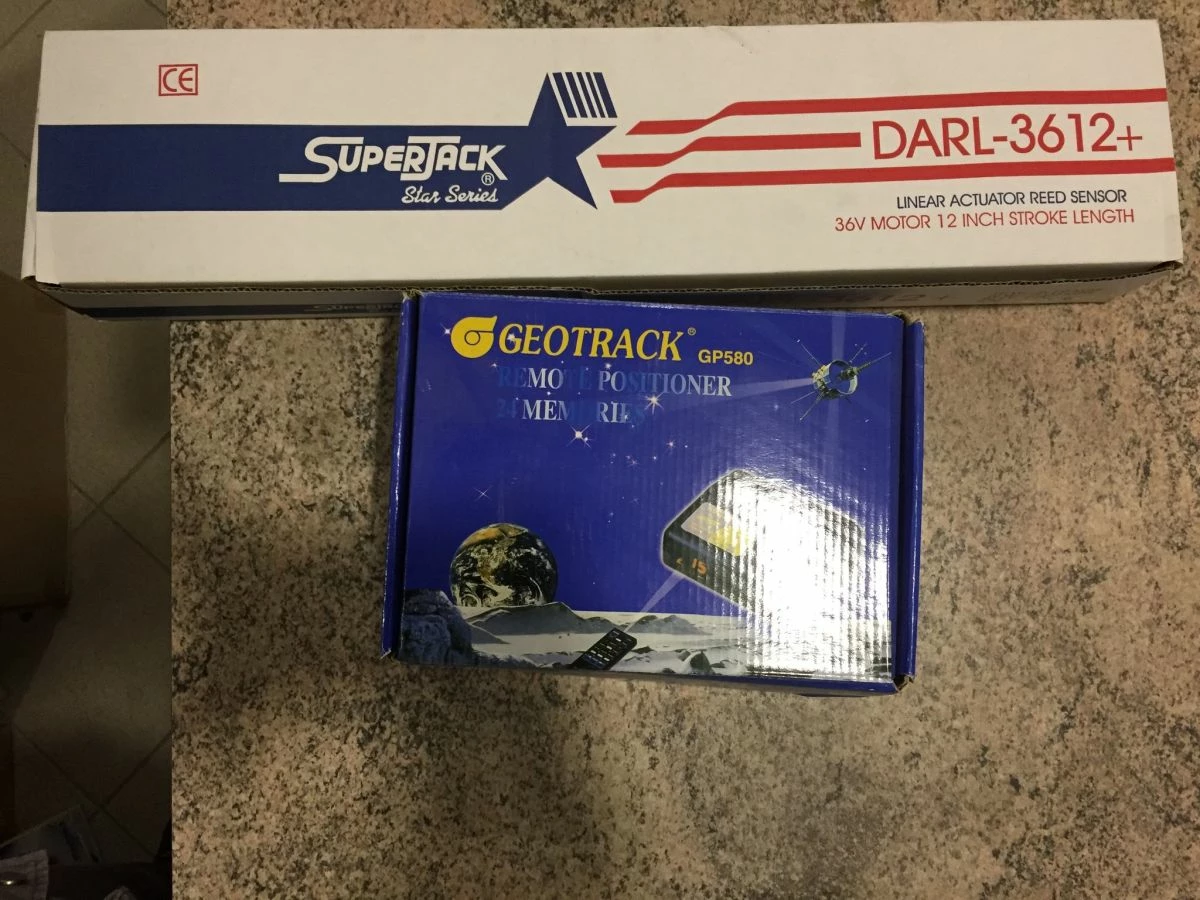 CE
SUPERJACK®
Star Series
DARL-3612+
LINEAR ACTUATOR REED SENSOR
36V MOTOR 12 INCH STROKE LENGTH
GEOTRACK® GP580
REMOTE POSITIONER
24 MEMORIES
15